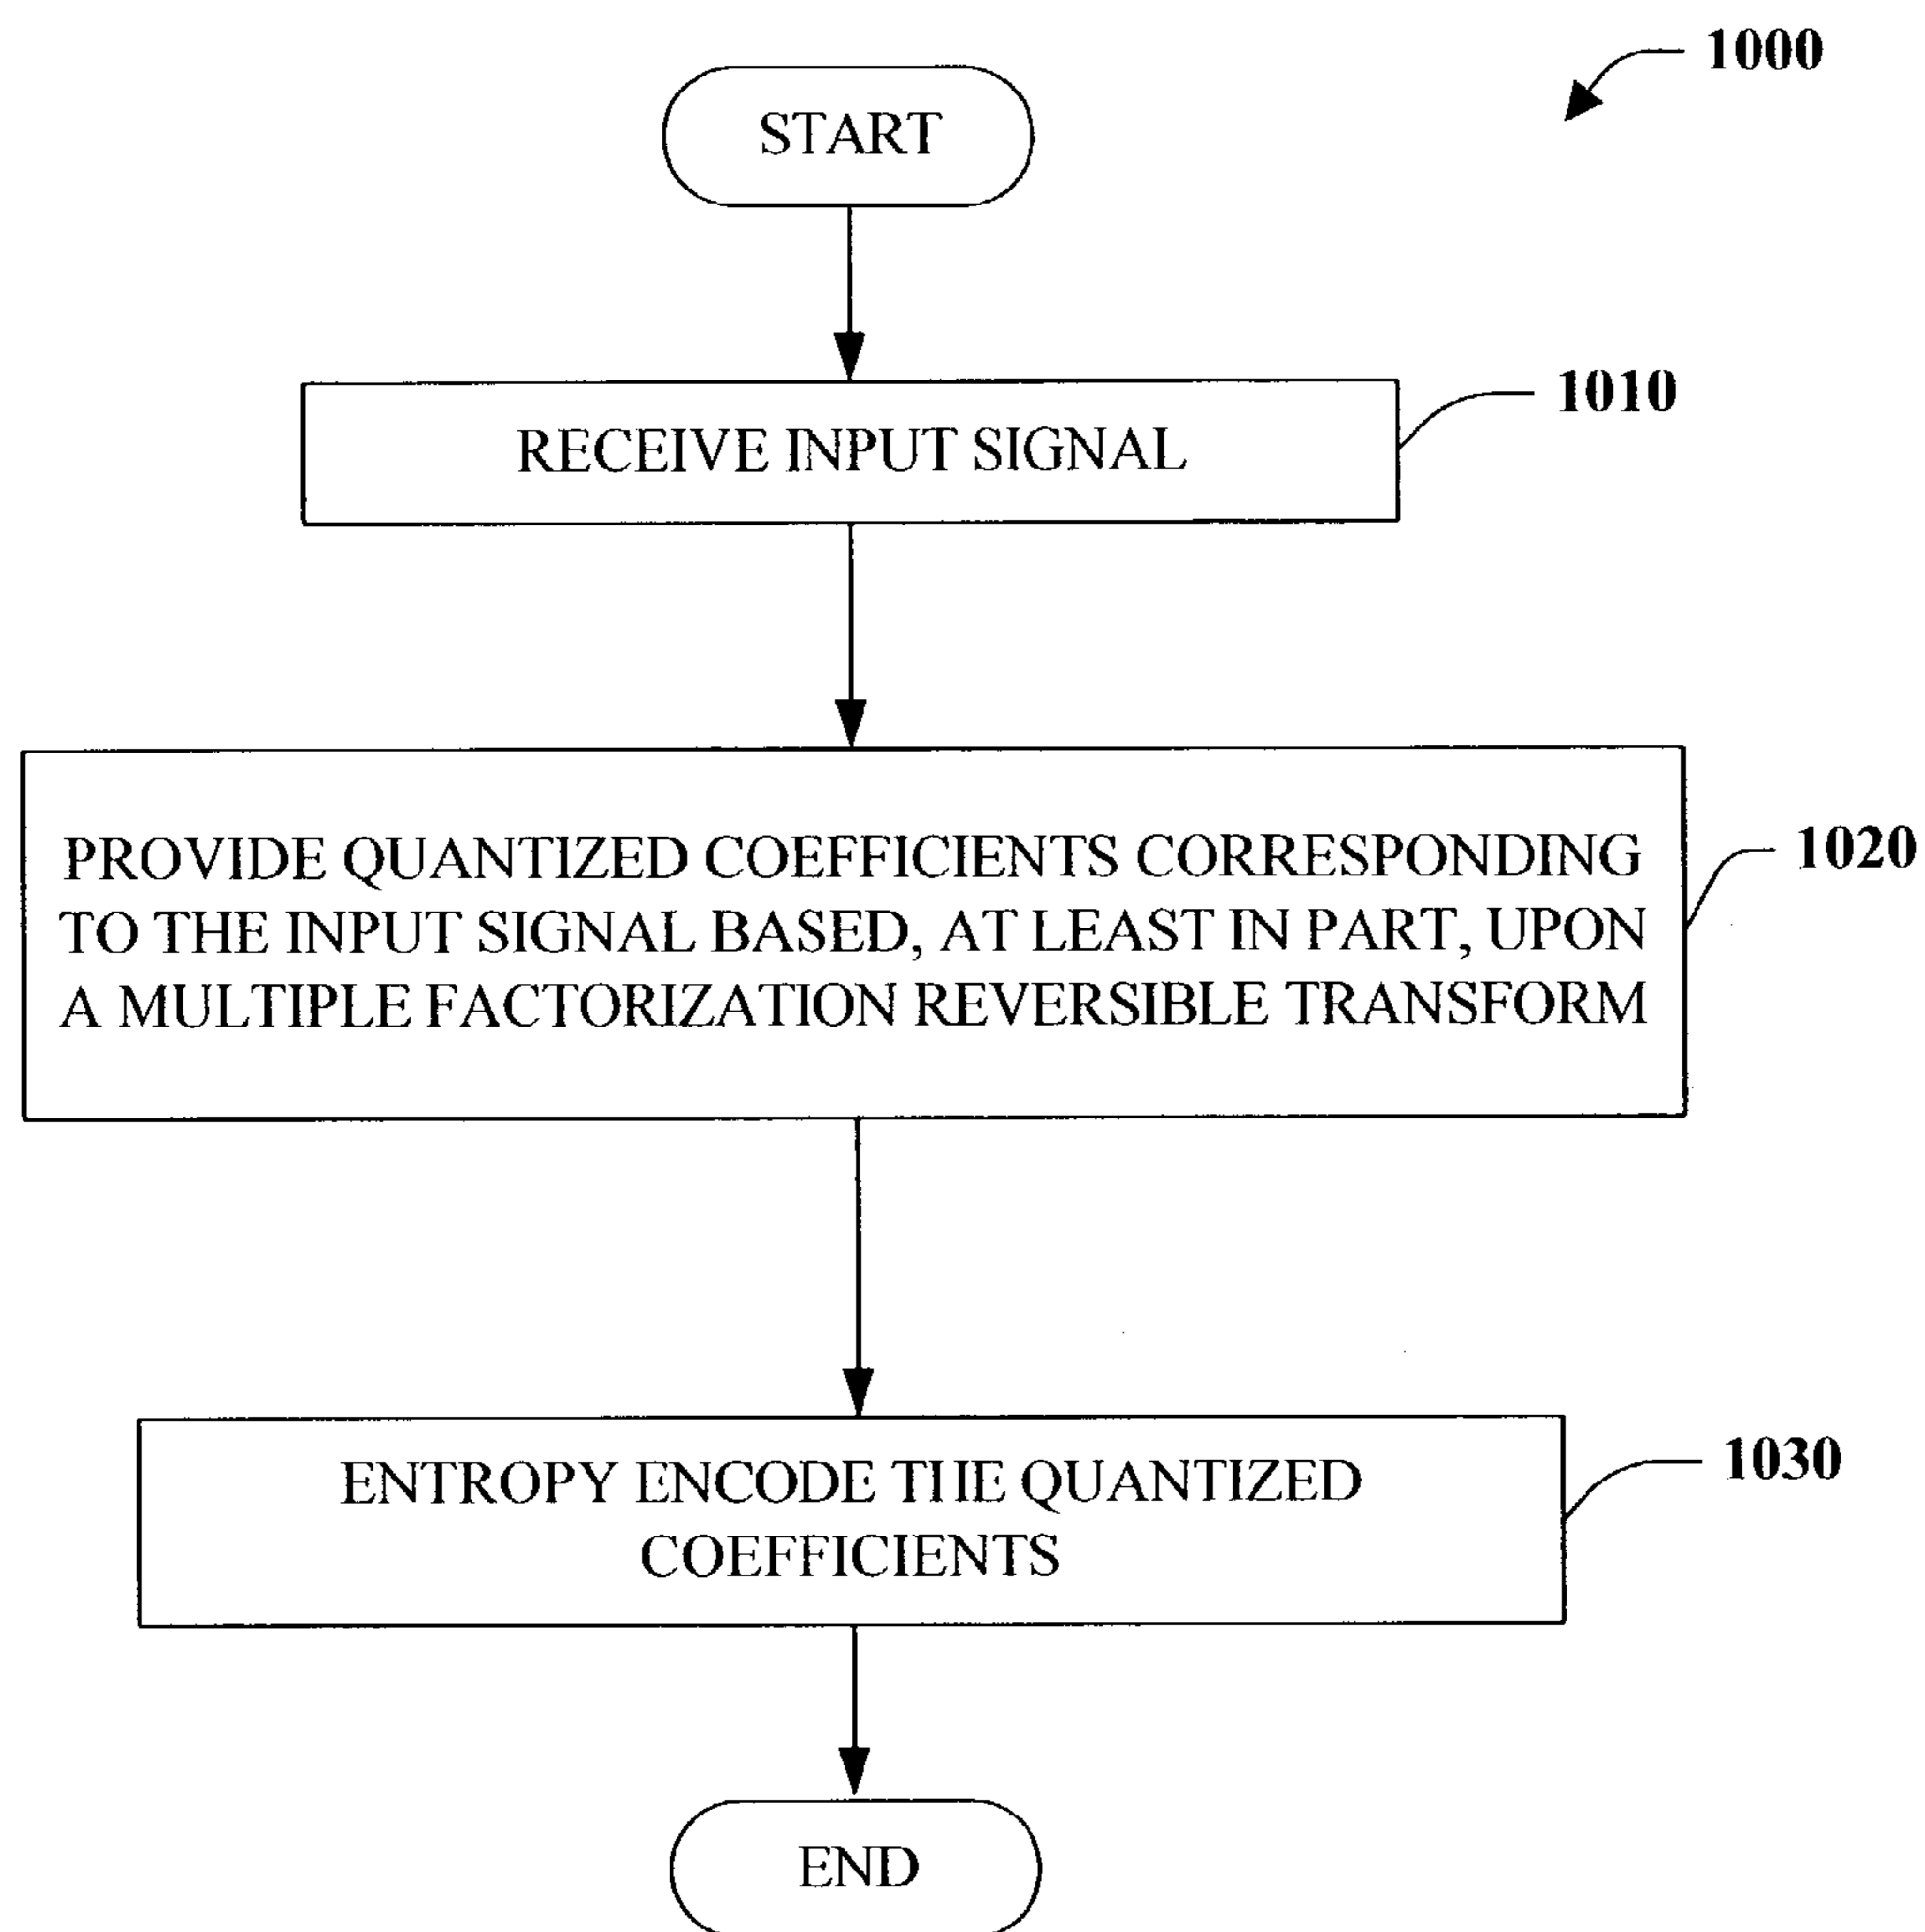 1000
START
RECEIVE INPUT SIGNAL
1010
PROVIDE QUANTIZED COEFFICIENTS CORRESPONDING
TO THE INPUT SIGNAL BASED, AT LEAST IN PART, UPON
A MULTIPLE FACTORIZATION REVERSIBLE TRANSFORM
1020
ENTROPY ENCODE THE QUANTIZED
COEFFICIENTS
1030
END